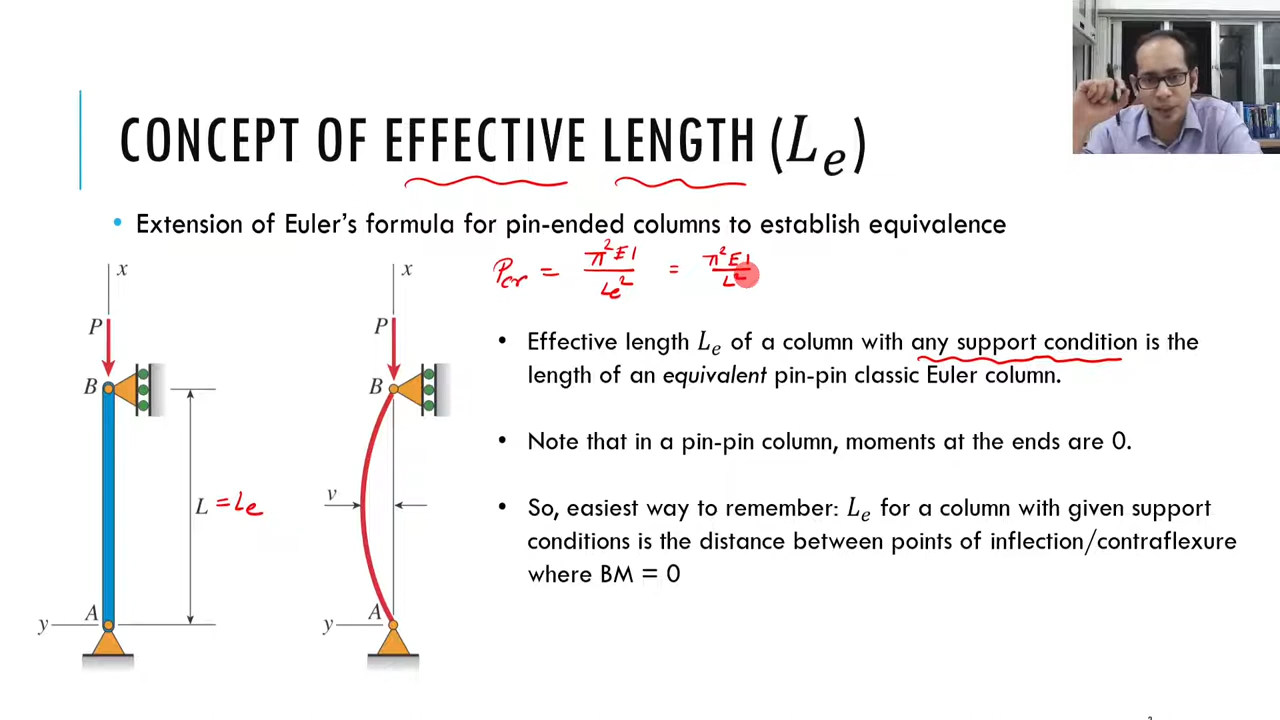 CONCEPT OF EFFECTIVE LENGTH (Lₑ)
• Extension of Euler's formula for pin-ended columns to establish equivalence
Pcr = π²EI / Le² = π²EI / L²
x
P
B
L = Le
A
y
x
P
B
v
A
y
• Effective length Lₑ of a column with any support condition is the
length of an equivalent pin-pin classic Euler column.
• Note that in a pin-pin column, moments at the ends are 0.
• So, easiest way to remember: Lₑ for a column with given support
conditions is the distance between points of inflection/contraflexure
where BM = 0